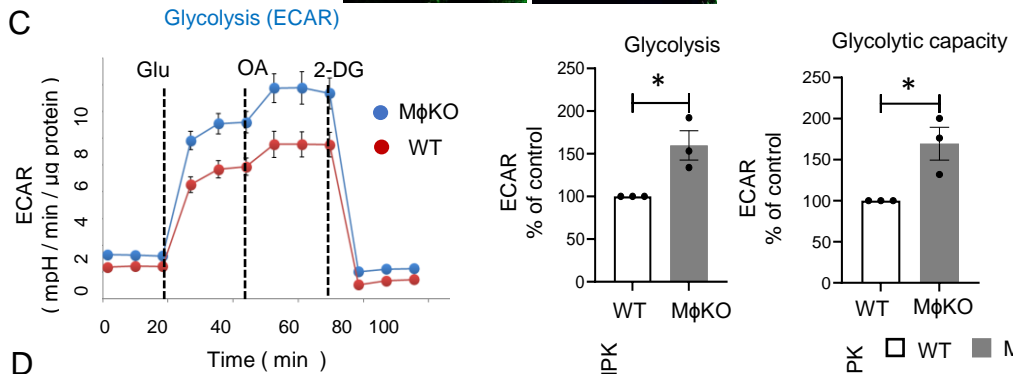 C
Glycolysis (ECAR)
Glu
OA
2-DG
MϕKO
WT
ECAR
( mpH / min / µg protein )
10
8
6
4
2
0
0 20 40 60 80 100
Time ( min )
Glycolysis
*
ECAR
% of control
250
200
150
100
50
0
WT MϕKO
Glycolytic capacity
*
ECAR
% of control
250
200
150
100
50
0
WT MϕKO
D
WT